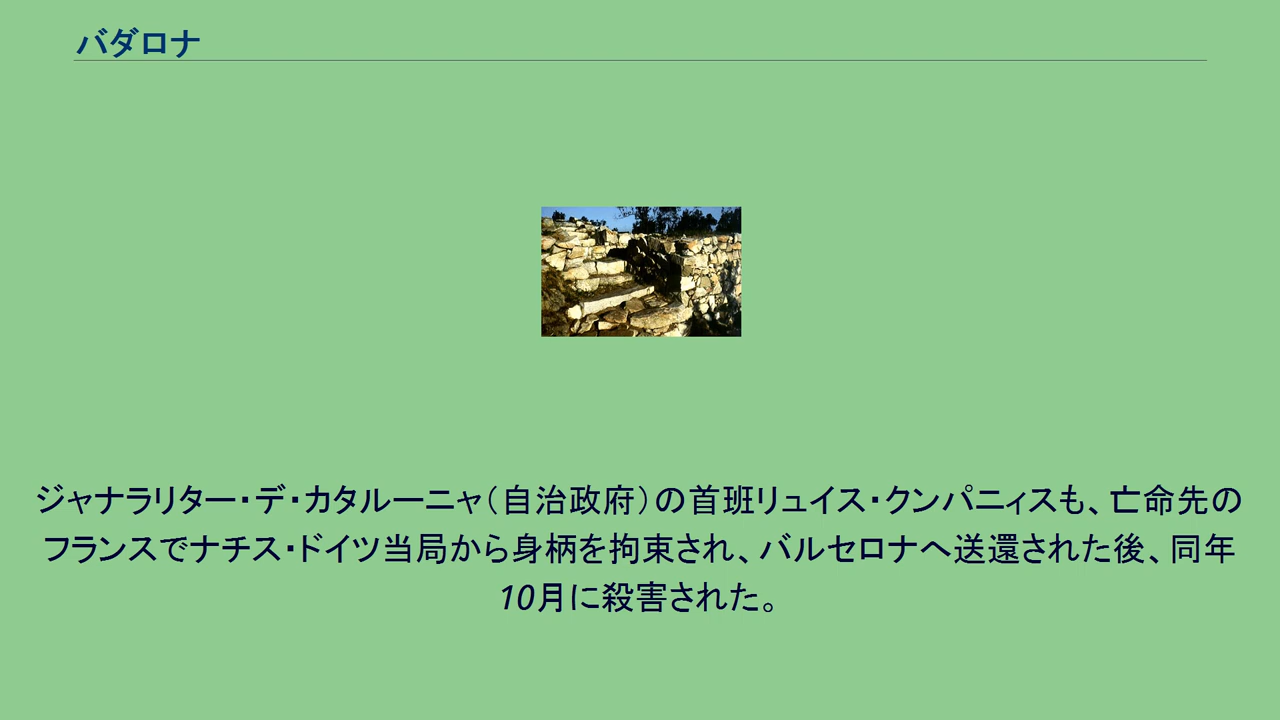 バダロナ
ジャナラリター・デ・カタルーニャ（自治政府）の首班リュイス・クンパニィスも、亡命先の
フランスでナチス・ドイツ当局から身柄を拘束され、バルセロナへ送還された後、同年
10月に殺害された。